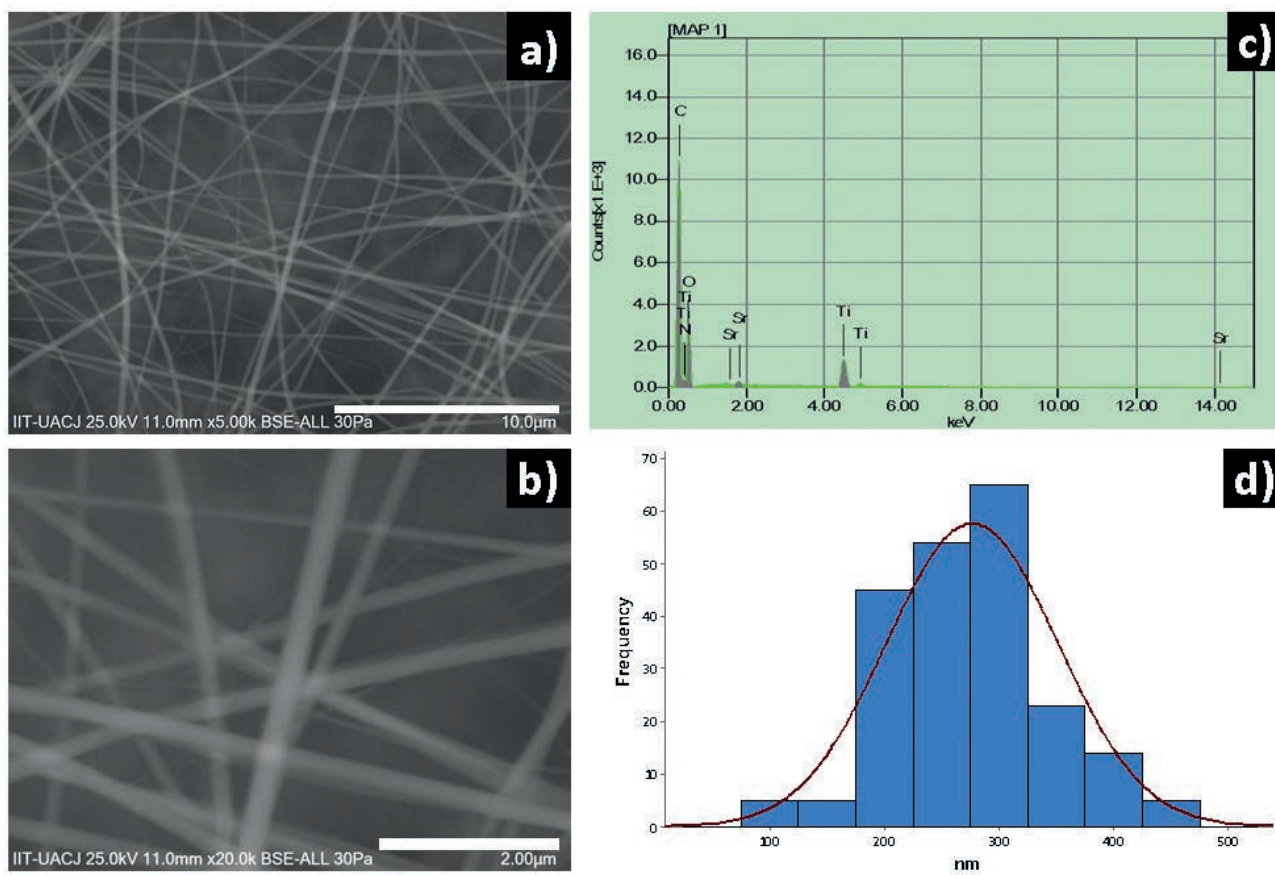 a)
IIT-UACJ 25.0kV 11.0mm x5.00k BSE-ALL 30Pa 10.0µm
b)
IIT-UACJ 25.0kV 11.0mm x20.0k BSE-ALL 30Pa 2.00µm
c)
[MAP 1]
Counts[x1.E+3]
16.0
14.0
12.0
10.0
8.0
6.0
4.0
2.0
0.0
C
O
Ti
Ti
N
Sr
Sr
Ti
Ti
Sr
0.00 2.00 4.00 6.00 8.00 10.00 12.00 14.00
keV
d)
Frequency
70
60
50
40
30
20
10
0
100 200 300 400 500
nm